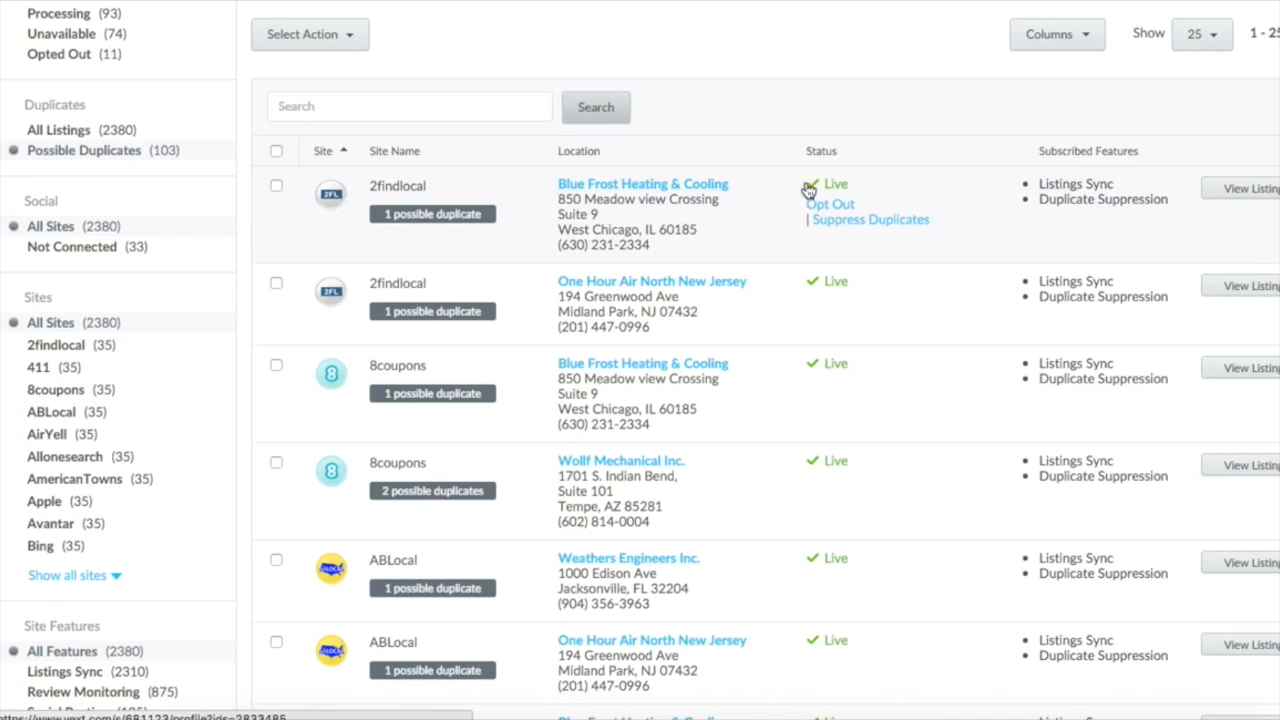 Processing (93)
Unavailable (74)
Opted Out (11)
Duplicates
All Listings (2380)
Possible Duplicates (103)
Social
All Sites (2380)
Not Connected (33)
Sites
All Sites (2380)
2findlocal (35)
411 (35)
8coupons (35)
ABLocal (35)
AirYell (35)
Allonesearch (35)
AmericanTowns (35)
Apple (35)
Avantar (35)
Bing (35)
Show all sites
Site Features
All Features (2380)
Listings Sync (2310)
Review Monitoring (875)
Select Action
Columns
Show 25 1 - 25
Search
Search
Site Site Name Location Status Subscribed Features
2FL
2findlocal
1 possible duplicate
Blue Frost Heating & Cooling
850 Meadow view Crossing
Suite 9
West Chicago, IL 60185
(630) 231-2334
Live
Opt Out
| Suppress Duplicates
Listings Sync
Duplicate Suppression
View Listing
2FL
2findlocal
1 possible duplicate
One Hour Air North New Jersey
194 Greenwood Ave
Midland Park, NJ 07432
(201) 447-0996
Live
Listings Sync
Duplicate Suppression
View Listing
8
8coupons
1 possible duplicate
Blue Frost Heating & Cooling
850 Meadow view Crossing
Suite 9
West Chicago, IL 60185
(630) 231-2334
Live
Listings Sync
Duplicate Suppression
View Listing
8
8coupons
2 possible duplicates
Wollf Mechanical Inc.
1701 S. Indian Bend,
Suite 101
Tempe, AZ 85281
(602) 814-0004
Live
Listings Sync
Duplicate Suppression
View Listing
ABLocal
1 possible duplicate
Weathers Engineers Inc.
1000 Edison Ave
Jacksonville, FL 32204
(904) 356-3963
Live
Listings Sync
Duplicate Suppression
View Listing
ABLocal
1 possible duplicate
One Hour Air North New Jersey
194 Greenwood Ave
Midland Park, NJ 07432
(201) 447-0996
Live
Listings Sync
Duplicate Suppression
View Listing